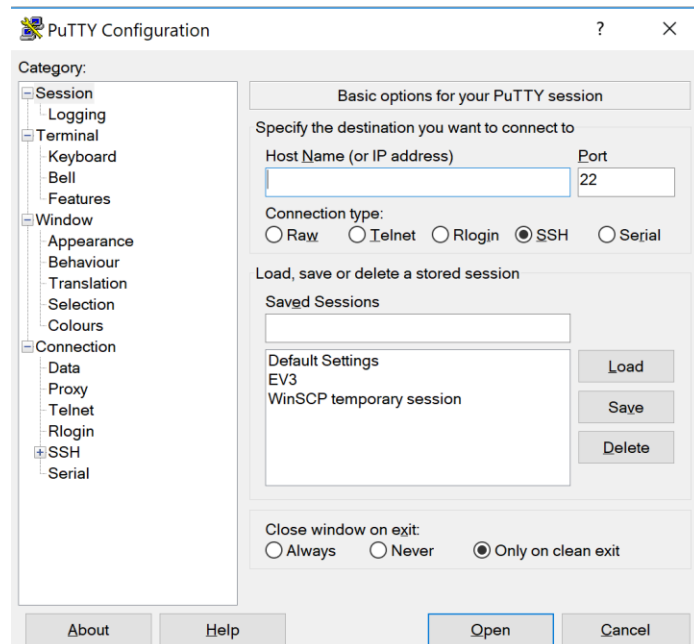 PuTTY Configuration
?
Category:
Session
Logging
Terminal
Keyboard
Bell
Features
Window
Appearance
Behaviour
Translation
Selection
Colours
Connection
Data
Proxy
Telnet
Rlogin
SSH
Serial
Basic options for your PuTTY session
Specify the destination you want to connect to
Host Name (or IP address) Port
22
Connection type:
Raw Telnet Rlogin SSH Serial
Load, save or delete a stored session
Saved Sessions
Default Settings
EV3
WinSCP temporary session
Load
Save
Delete
Close window on exit:
Always Never Only on clean exit
About Help Open Cancel